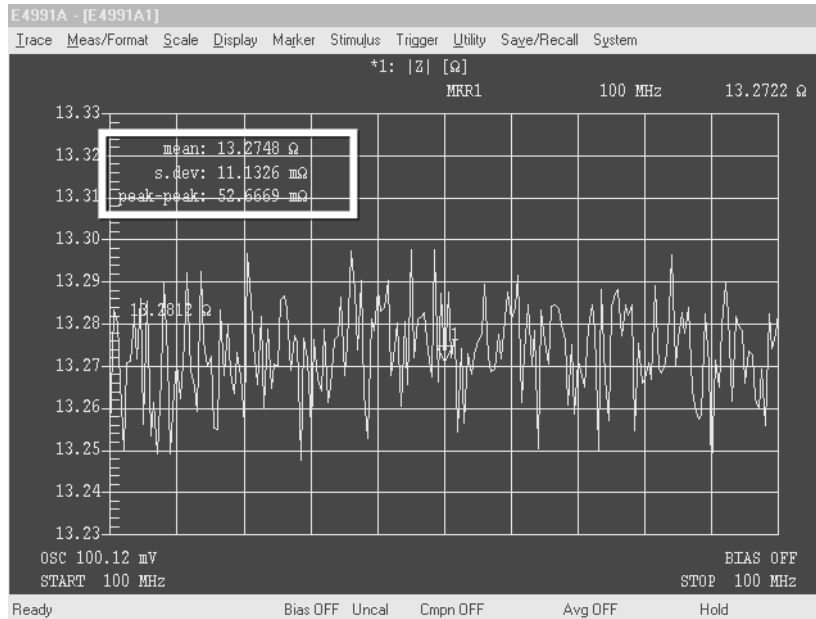 E4991A - [E4991A1]
Trace Meas/Format Scale Display Marker Stimulus Trigger Utility Save/Recall System
*1: |Z| [Ω]
MKR1 100 MHz 13.2722 Ω
13.33
mean: 13.2748 Ω
13.32
s.dev: 11.1326 mΩ
13.31
peak-peak: 52.6669 mΩ
13.30
13.29
13.2812 Ω
13.28
1
13.27
13.26
13.25
13.24
13.23
OSC 100.12 mV BIAS OFF
START 100 MHz STOP 100 MHz
Ready Bias OFF Uncal Cmpn OFF Avg OFF Hold